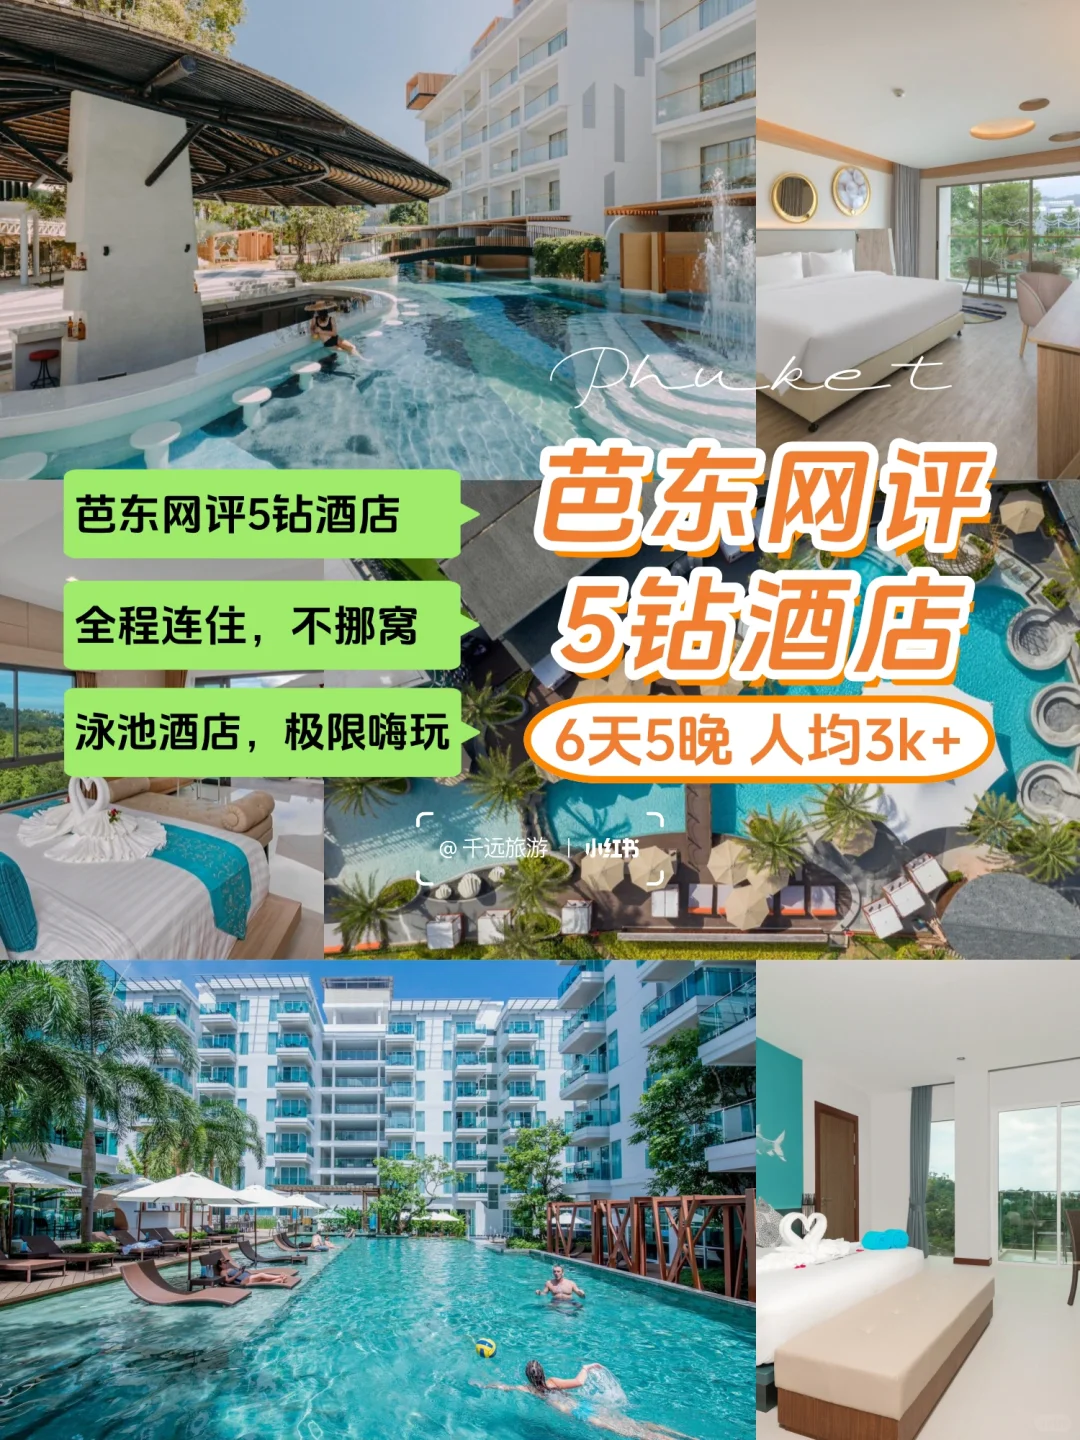 Phuket
芭东网评
5钻酒店
6天5晚 人均3k+
芭东网评5钻酒店
全程连住，不挪窝
泳池酒店，极限嗨玩
@千远旅游 | 小红书